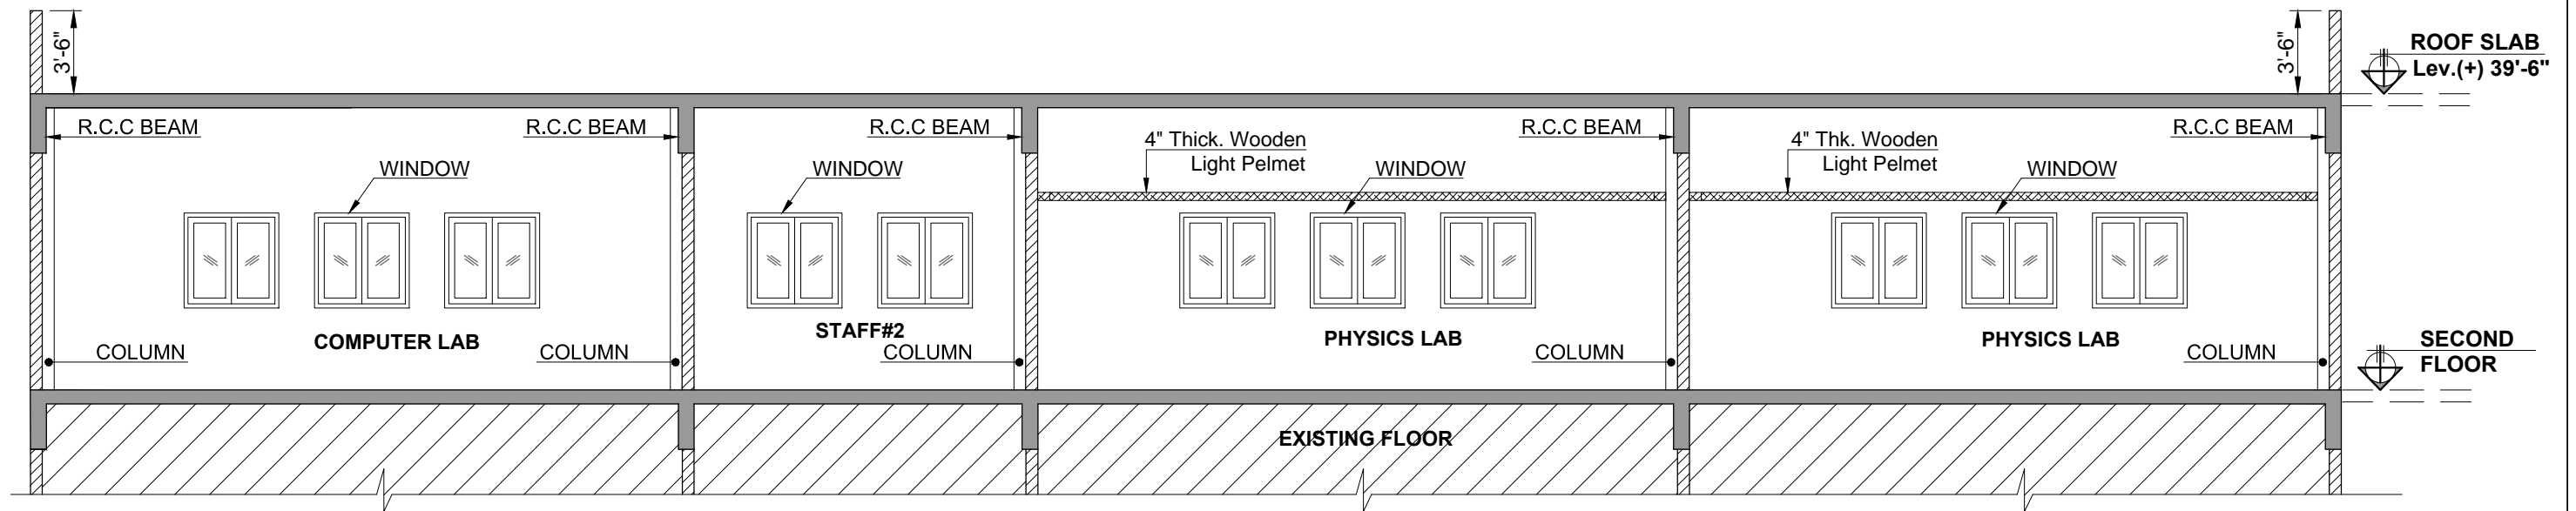 3'-6"
3'-6"
ROOF SLAB
Lev.(+) 39'-6"
R.C.C BEAM
R.C.C BEAM
R.C.C BEAM
R.C.C BEAM
R.C.C BEAM
4" Thick. Wooden
Light Pelmet
4" Thk. Wooden
Light Pelmet
WINDOW
WINDOW
WINDOW
WINDOW
COMPUTER LAB
STAFF#2
PHYSICS LAB
PHYSICS LAB
SECOND
FLOOR
COLUMN
COLUMN
COLUMN
COLUMN
COLUMN
EXISTING FLOOR